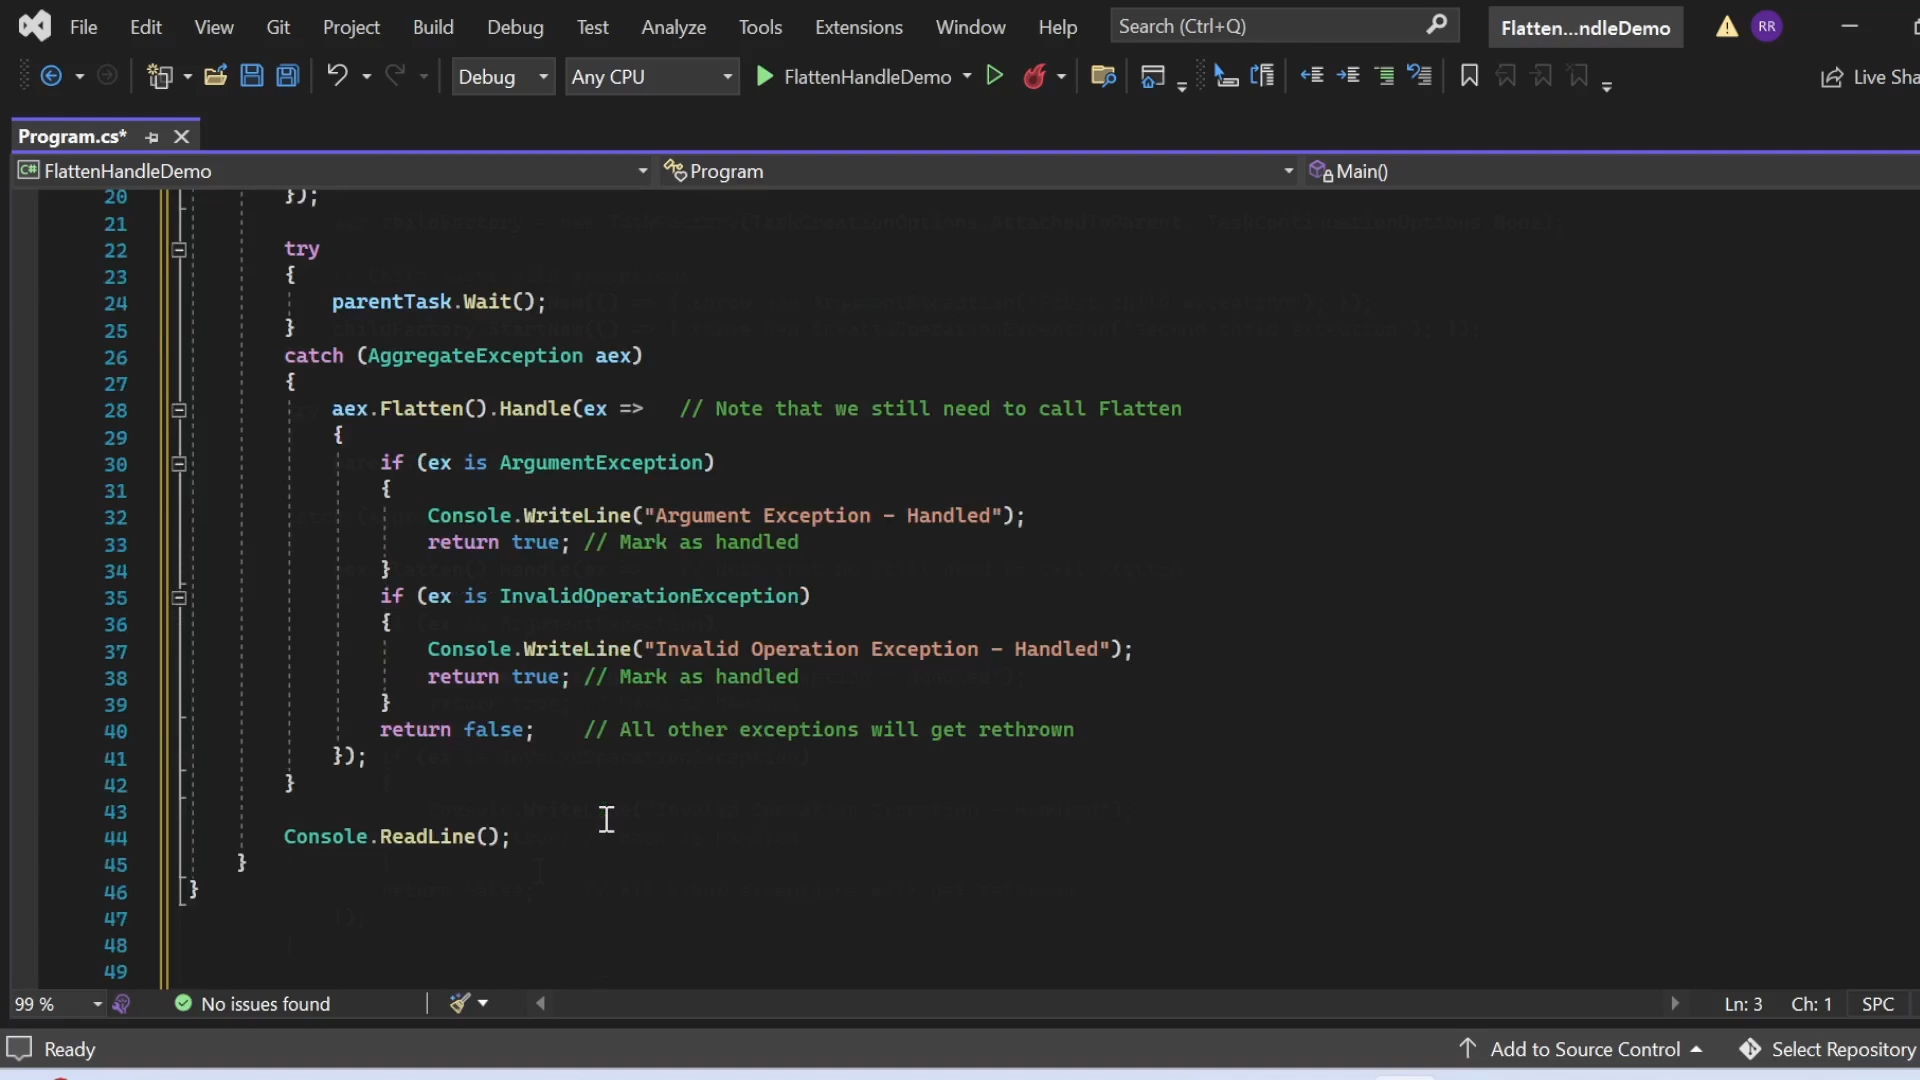 File Edit View Git Project Build Debug Test Analyze Tools Extensions Window Help Search (Ctrl+Q) Flatten...ndleDemo RR
Debug Any CPU FlattenHandleDemo Live Sha
Program.cs*
C# FlattenHandleDemo Program Main()
20 });
21
22 try
23 {
24 parentTask.Wait();
25 }
26 catch (AggregateException aex)
27 {
28 aex.Flatten().Handle(ex => // Note that we still need to call Flatten
29 {
30 if (ex is ArgumentException)
31 {
32 Console.WriteLine("Argument Exception – Handled");
33 return true; // Mark as handled
34 }
35 if (ex is InvalidOperationException)
36 {
37 Console.WriteLine("Invalid Operation Exception – Handled");
38 return true; // Mark as handled
39 }
40 return false; // All other exceptions will get rethrown
41 });
42 }
43
44 Console.ReadLine();
45 }
46 }
47
48
49
99 % No issues found Ln: 3 Ch: 1 SPC
Ready Add to Source Control Select Repository